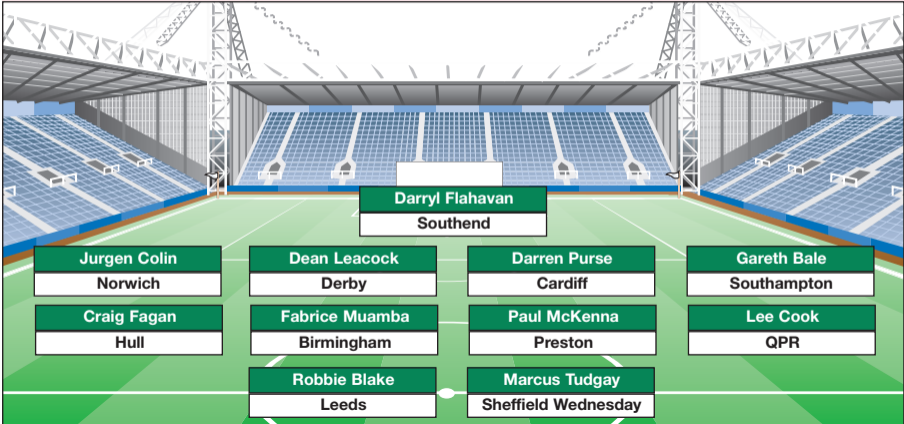 Darryl Flahavan
Southend
Jurgen Colin
Norwich
Dean Leacock
Derby
Darren Purse
Cardiff
Gareth Bale
Southampton
Craig Fagan
Hull
Fabrice Muamba
Birmingham
Paul McKenna
Preston
Lee Cook
QPR
Robbie Blake
Leeds
Marcus Tudgay
Sheffield Wednesday